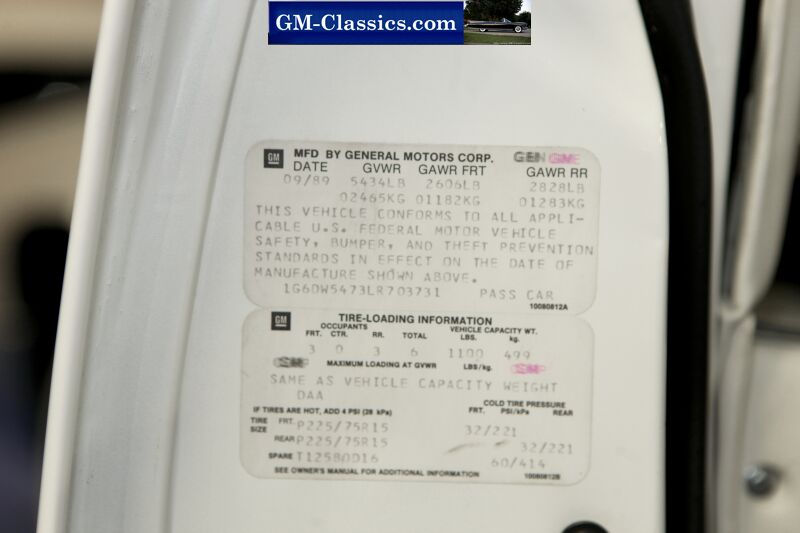 GM-Classics.com
GM MFD BY GENERAL MOTORS CORP. GEN GME
DATE GVWR GAWR FRT GAWR RR
09/89 5434LB 2606LB 2828LB
02465KG 01182KG 01283KG
THIS VEHICLE CONFORMS TO ALL APPLI-
CABLE U.S. FEDERAL MOTOR VEHICLE
SAFETY, BUMPER, AND THEFT PREVENTION
STANDARDS IN EFFECT ON THE DATE OF
MANUFACTURE SHOWN ABOVE.
1G6DW5473LR703731 PASS CAR
10080812A
GM TIRE-LOADING INFORMATION
OCCUPANTS VEHICLE CAPACITY WT.
FRT. CTR. RR. TOTAL LBS. kg.
3 0 3 6 1100 499
MAXIMUM LOADING AT GVWR LBS/kg.
SAME AS VEHICLE CAPACITY WEIGHT
DAA
COLD TIRE PRESSURE
IF TIRES ARE HOT, ADD 4 PSI (28 kPa) FRT. PSI/kPa REAR
TIRE SIZE FRT. P225/75R15 32/221
REAR P225/75R15 32/221
SPARE T12580D16 60/414
SEE OWNER'S MANUAL FOR ADDITIONAL INFORMATION 10080812B